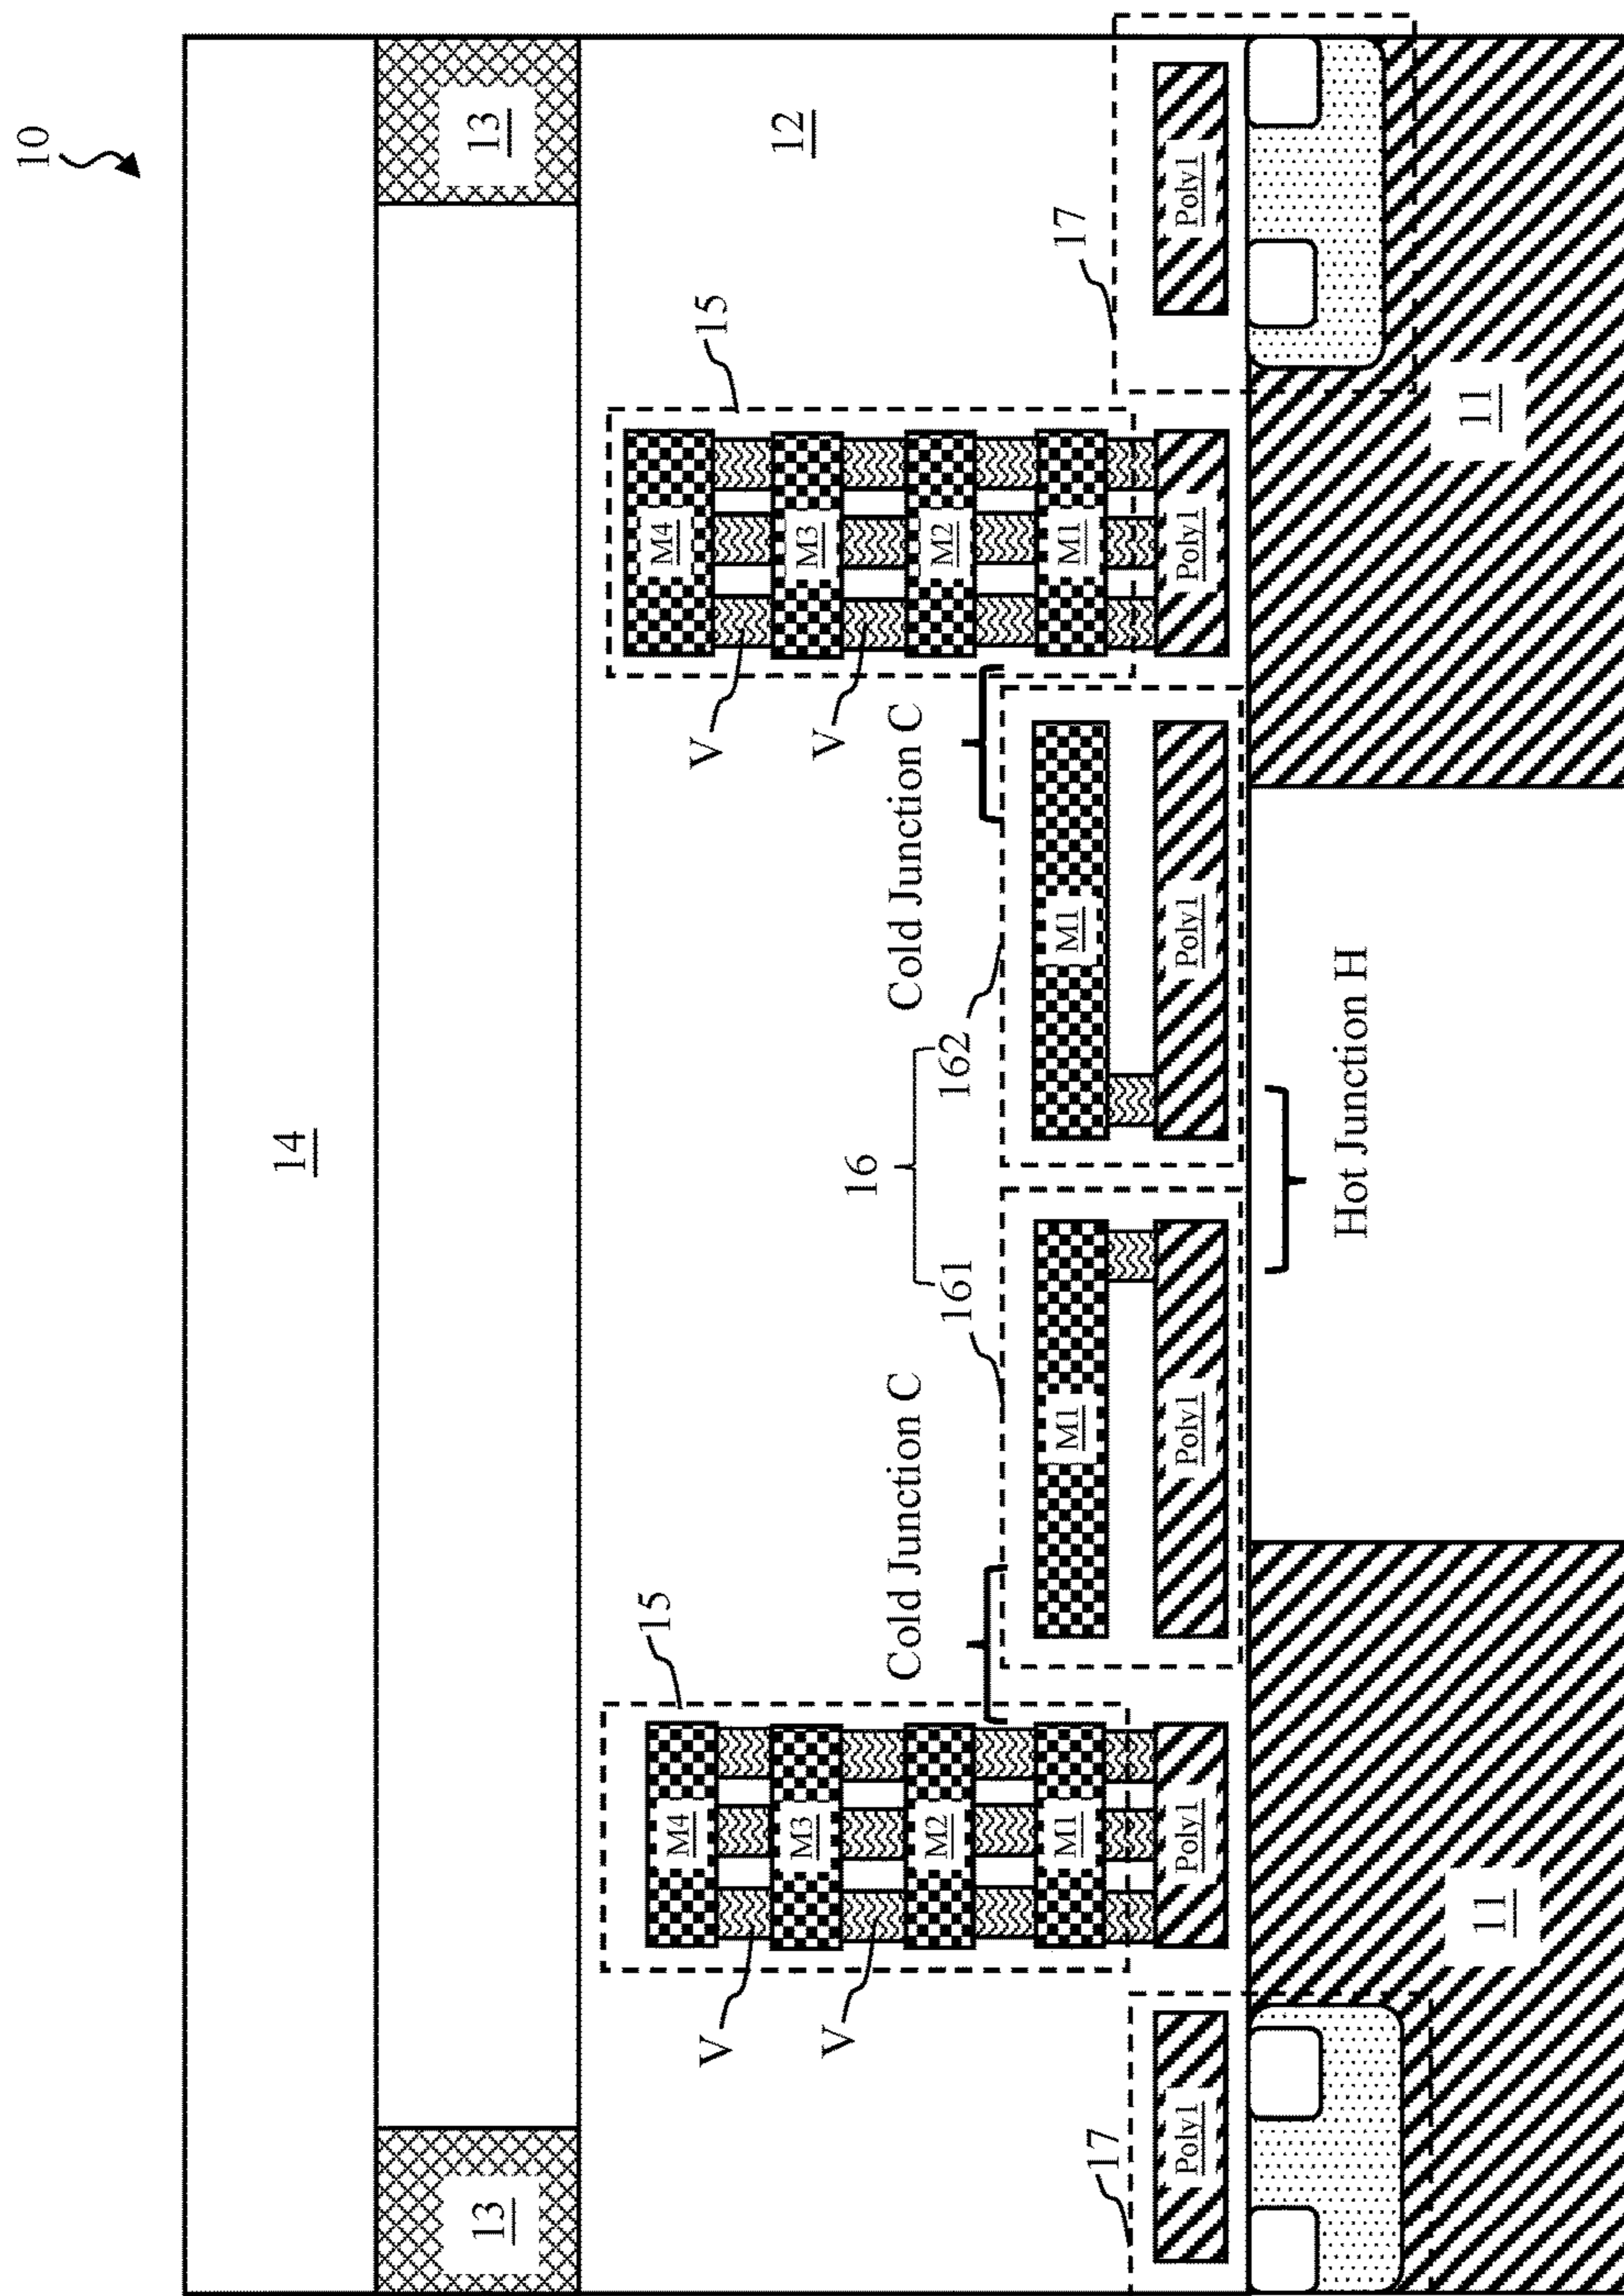 10
14
13 13
15 15
M4 M4
V V
12
M3 M3
V V
16
Cold Junction C Cold Junction C
M2 M2
161 162
M1 M1 M1 M1
17 17
Poly1 Poly1 Poly1 Poly1 Poly1 Poly1
Hot Junction H
11 11